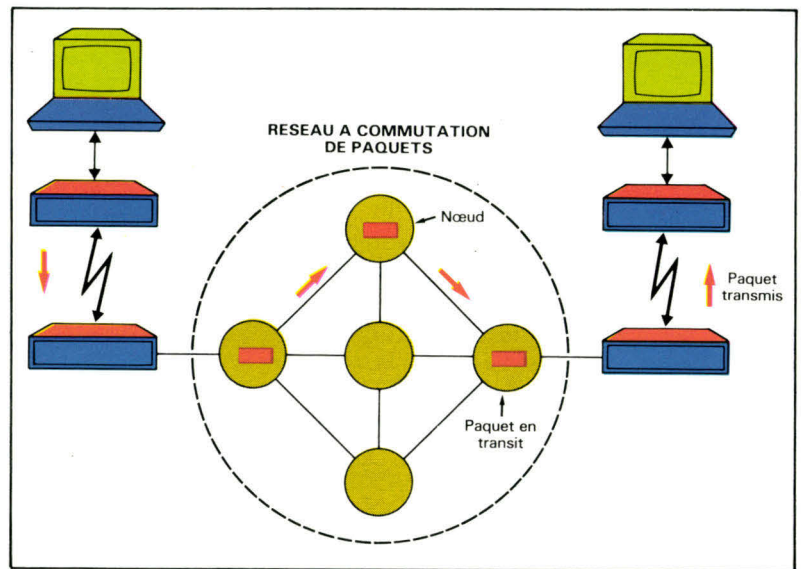 RESEAU A COMMUTATION
DE PAQUETS
Nœud
Paquet
transmis
Paquet en
transit